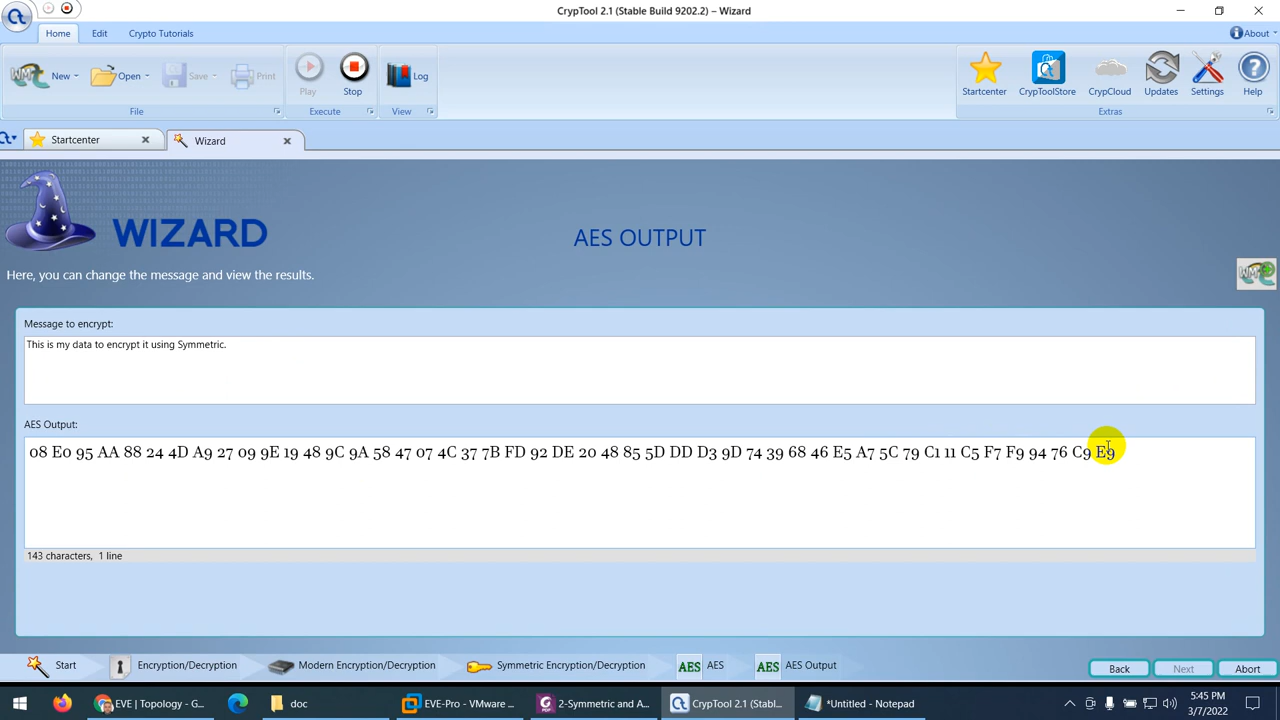 CrypTool 2.1 (Stable Build 9202.2) – Wizard
Home Edit Crypto Tutorials About
New Open Save Print Play Stop Log Startcenter CrypToolStore CrypCloud Updates Settings Help
File Execute View Extras
Startcenter Wizard
WIZARD
AES OUTPUT
Here, you can change the message and view the results.
Message to encrypt:
This is my data to encrypt it using Symmetric.
AES Output:
08 E0 95 AA 88 24 4D A9 27 09 9E 19 48 9C 9A 58 47 07 4C 37 7B FD 92 DE 20 48 85 5D DD D3 9D 74 39 68 46 E5 A7 5C 79 C1 11 C5 F7 F9 94 76 C9 E9
143 characters, 1 line
Start Encryption/Decryption Modern Encryption/Decryption Symmetric Encryption/Decryption AES AES AES AES Output Back Next Abort
EVE | Topology - G... doc EVE-Pro - VMware ... 2-Symmetric and A... CrypTool 2.1 (Stabl... *Untitled - Notepad
5:45 PM
3/7/2022